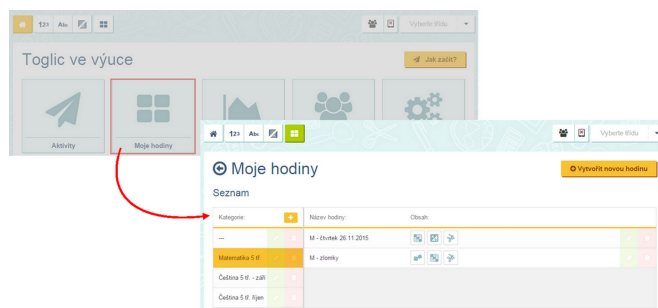 123 Abc Vyberte třídu
Toglic ve výuce
Jak začít?
Aktivity Moje hodiny
123 Abc Vyberte třídu
Moje hodiny
Vytvořit novou hodinu
Seznam
Kategorie: Název hodiny: Obsah:
--- M - čtvrtek 26.11.2015
Matematika 5 tř. M - zlomky
Čeština 5 tř. - září
Čeština 5 tř. říjen